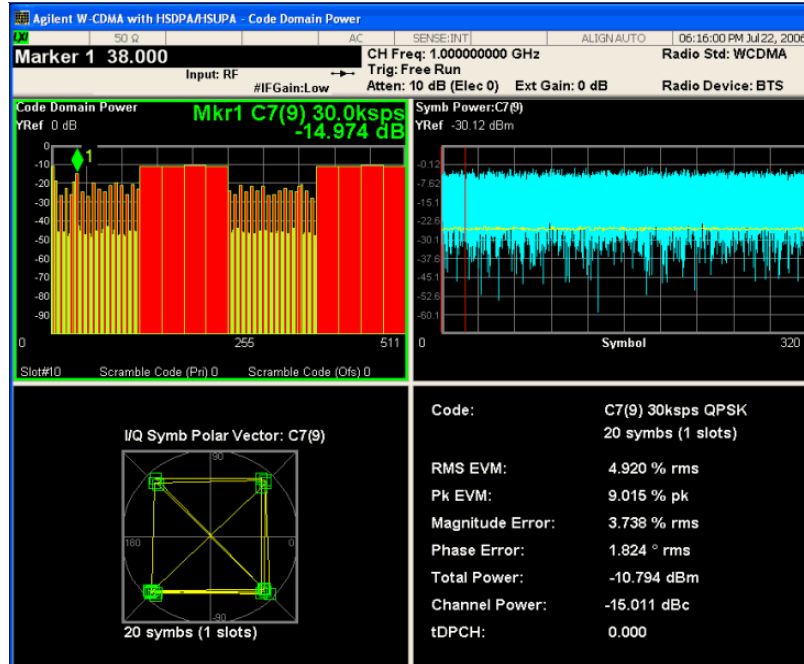 Agilent W-CDMA with HSDPA/HSUPA - Code Domain Power
LXI 50 Ω AC SENSE:INT ALIGN AUTO 06:16:00 PM Jul 22, 2006
Marker 1 38.000
Input: RF
#IFGain:Low
CH Freq: 1.000000000 GHz
Radio Std: WCDMA
Trig: Free Run
Atten: 10 dB (Elec 0) Ext Gain: 0 dB
Radio Device: BTS
Code Domain Power
YRef 0 dB
Mkr1 C7(9) 30.0ksps
-14.974 dB
1
0
-10
-20
-30
-40
-50
-60
-70
-80
-90
0 255 511
Slot#10 Scramble Code (Pri) 0 Scramble Code (Ofs) 0
Symb Power:C7(9)
YRef -30.12 dBm
-0.12
-7.62
-15.1
-22.6
-30.1
-37.6
-45.1
-52.6
-60.1
0 Symbol 320
I/Q Symb Polar Vector: C7(9)
90
180
0
-90
20 symbs (1 slots)
Code: C7(9) 30ksps QPSK
20 symbs (1 slots)
RMS EVM: 4.920 % rms
Pk EVM: 9.015 % pk
Magnitude Error: 3.738 % rms
Phase Error: 1.824 ° rms
Total Power: -10.794 dBm
Channel Power: -15.011 dBc
tDPCH: 0.000